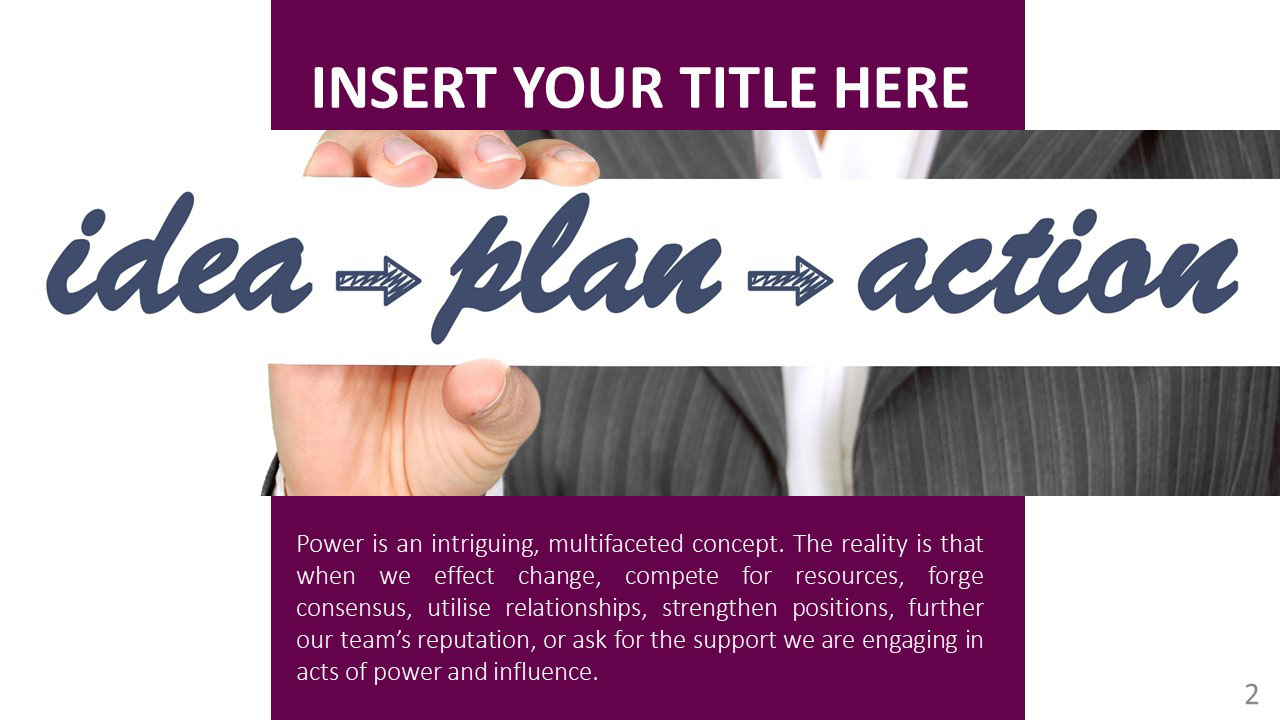 INSERT YOUR TITLE HERE
idea plan action
Power is an intriguing, multifaceted concept. The reality is that
when we effect change, compete for resources, forge
consensus, utilise relationships, strengthen positions, further
our team’s reputation, or ask for the support we are engaging in
acts of power and influence.
2